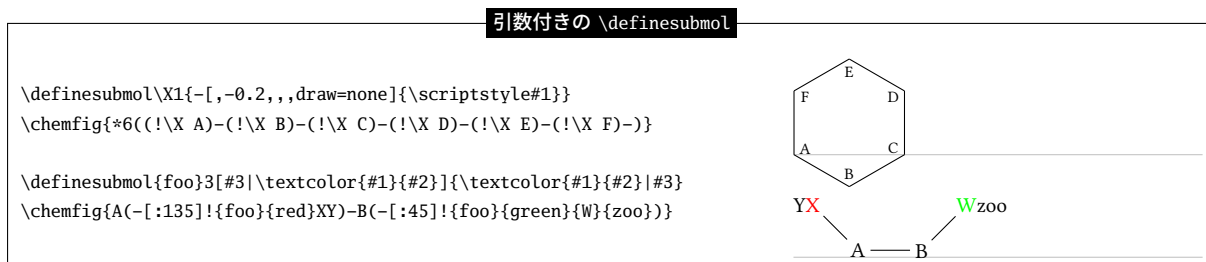 引数付きの \definesubmol
\definesubmol\X1{-[,-0.2,,,draw=none]{\scriptstyle#1}}
\chemfig{*6((!\X A)-(!\X B)-(!\X C)-(!\X D)-(!\X E)-(!\X F)-)}
\definesubmol{foo}3[#3|\textcolor{#1}{#2}]{\textcolor{#1}{#2}|#3}
\chemfig{A(-[:135]!{foo}{red}XY)-B(-[:45]!{foo}{green}{W}{zoo})}
E
F D
A C
B
YX Wzoo
A B